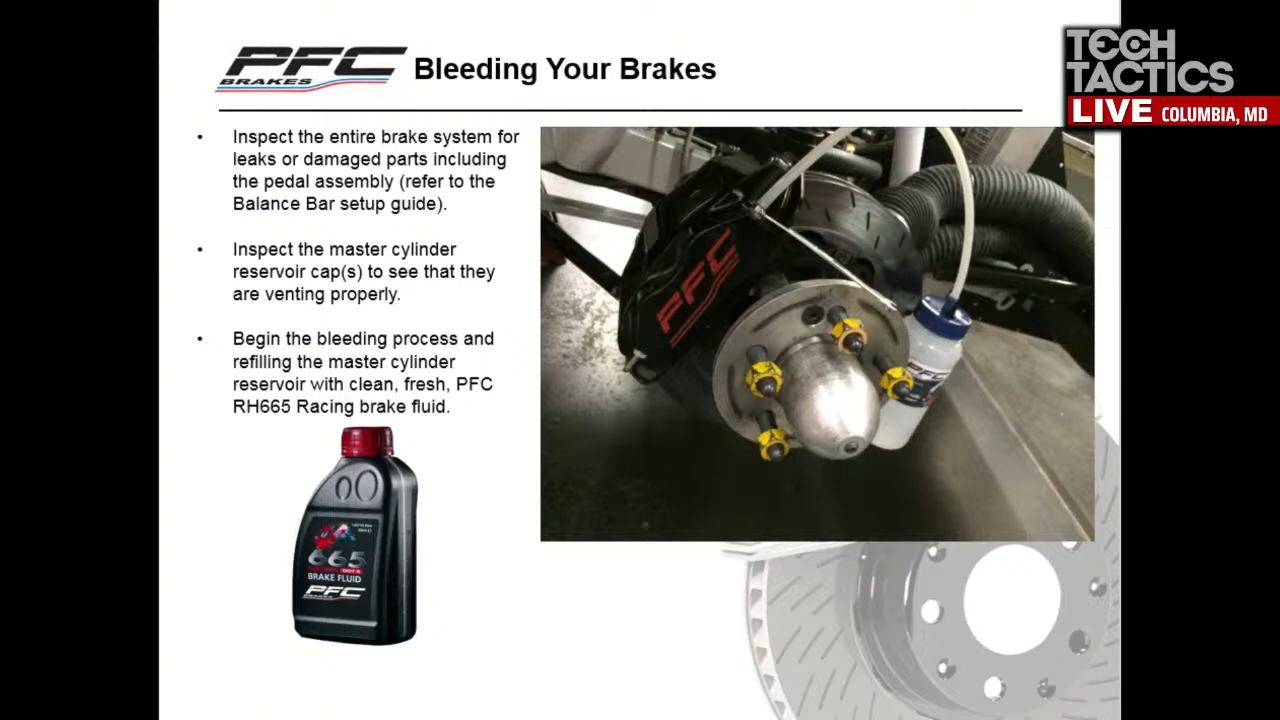 PFC
BRAKES
Bleeding Your Brakes
TECH
TACTICS
LIVE COLUMBIA, MD
• Inspect the entire brake system for
leaks or damaged parts including
the pedal assembly (refer to the
Balance Bar setup guide).
• Inspect the master cylinder
reservoir cap(s) to see that they
are venting properly.
• Begin the bleeding process and
refilling the master cylinder
reservoir with clean, fresh, PFC
RH665 Racing brake fluid.
PFC
PFC
665
BRAKE FLUID
PFC